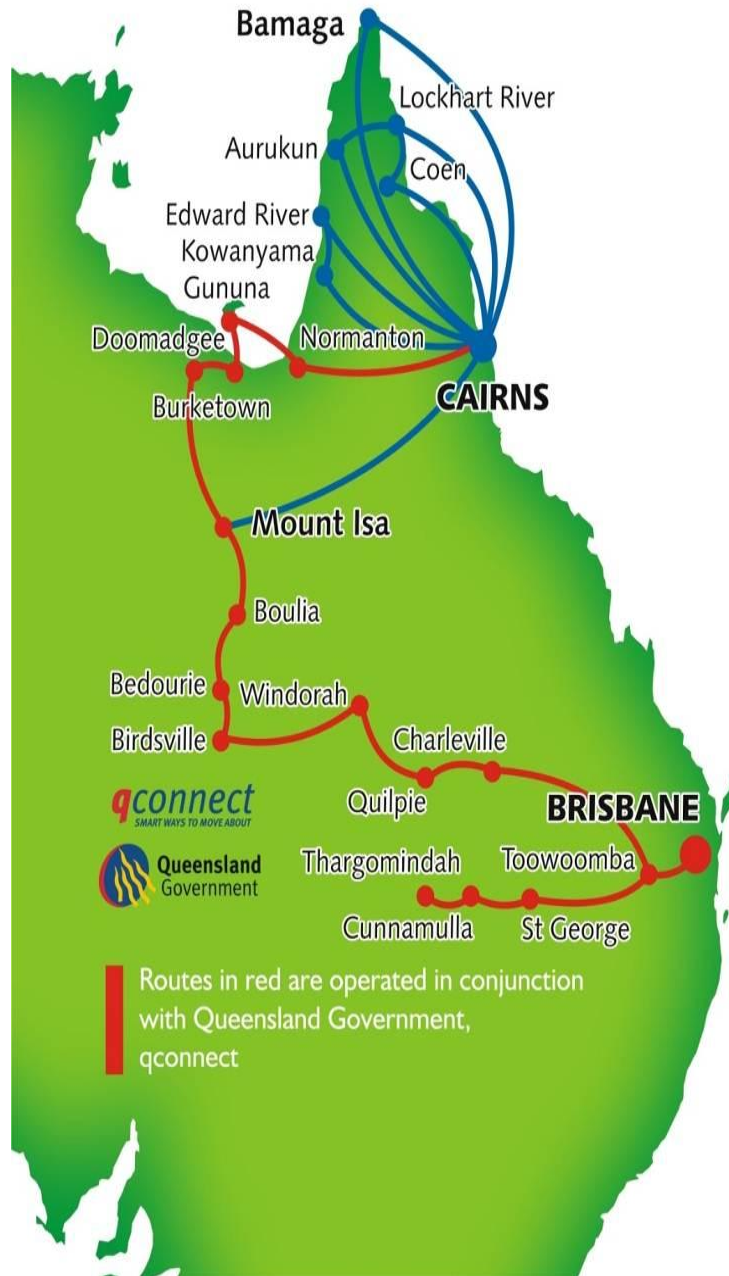 Bamaga
Lockhart River
Aurukun
Coen
Edward River
Kowanyama
Gununa
Doomadgee
Normanton
Burketown
CAIRNS
Mount Isa
Boulia
Bedourie
Windorah
Birdsville
Charleville
qconnect
SMART WAYS TO MOVE ABOUT
Quilpie
BRISBANE
Queensland
Government
Thargomindah
Toowoomba
Cunnamulla
St George
Routes in red are operated in conjunction
with Queensland Government,
qconnect